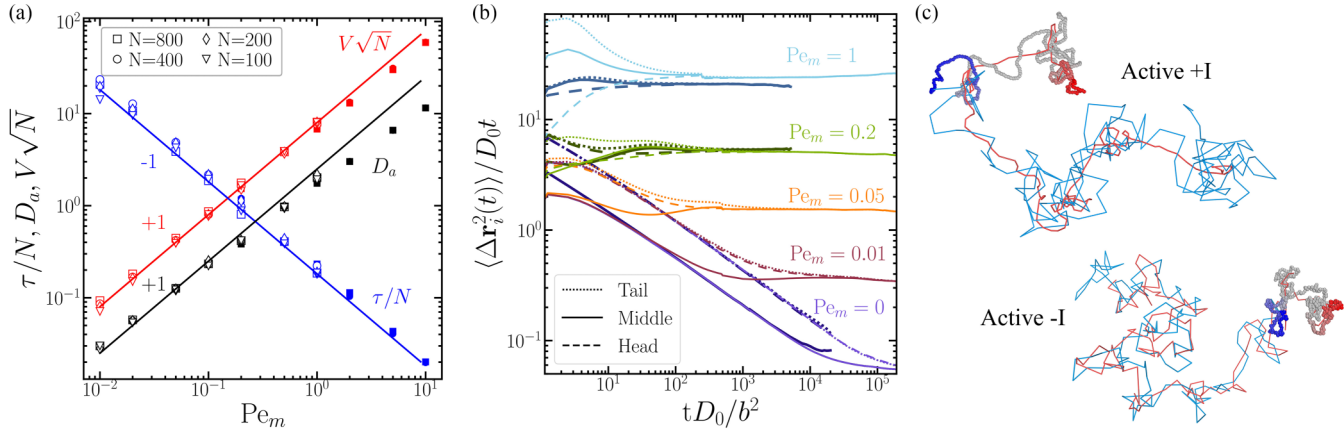 (a)
τ/N, D_a, V√N
10²
10¹
10⁰
10⁻¹
N=800
N=200
N=400
N=100
V√N
-1
D_a
+1
+1
τ/N
10⁻²
10⁻¹
10⁰
10¹
Pe_m
(b)
⟨Δr_i²(t)⟩/D₀t
10¹
10⁰
10⁻¹
Pe_m = 1
Pe_m = 0.2
Pe_m = 0.05
Pe_m = 0.01
Pe_m = 0
Tail
Middle
Head
10¹
10²
10³
10⁴
10⁵
tD₀/b²
(c)
Active +I
Active -I